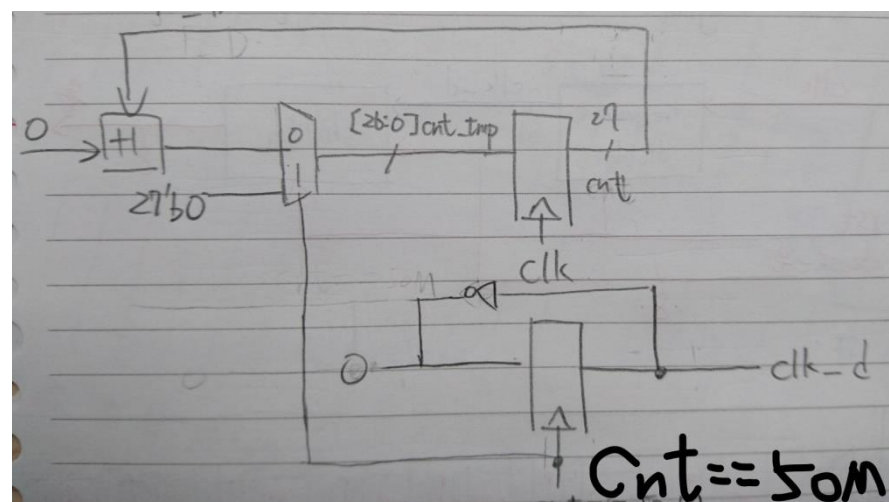 0
+1
27'b0
0
1
[26:0]cnt_tmp
27
cnt
clk
0
clk_d
Cnt==50M